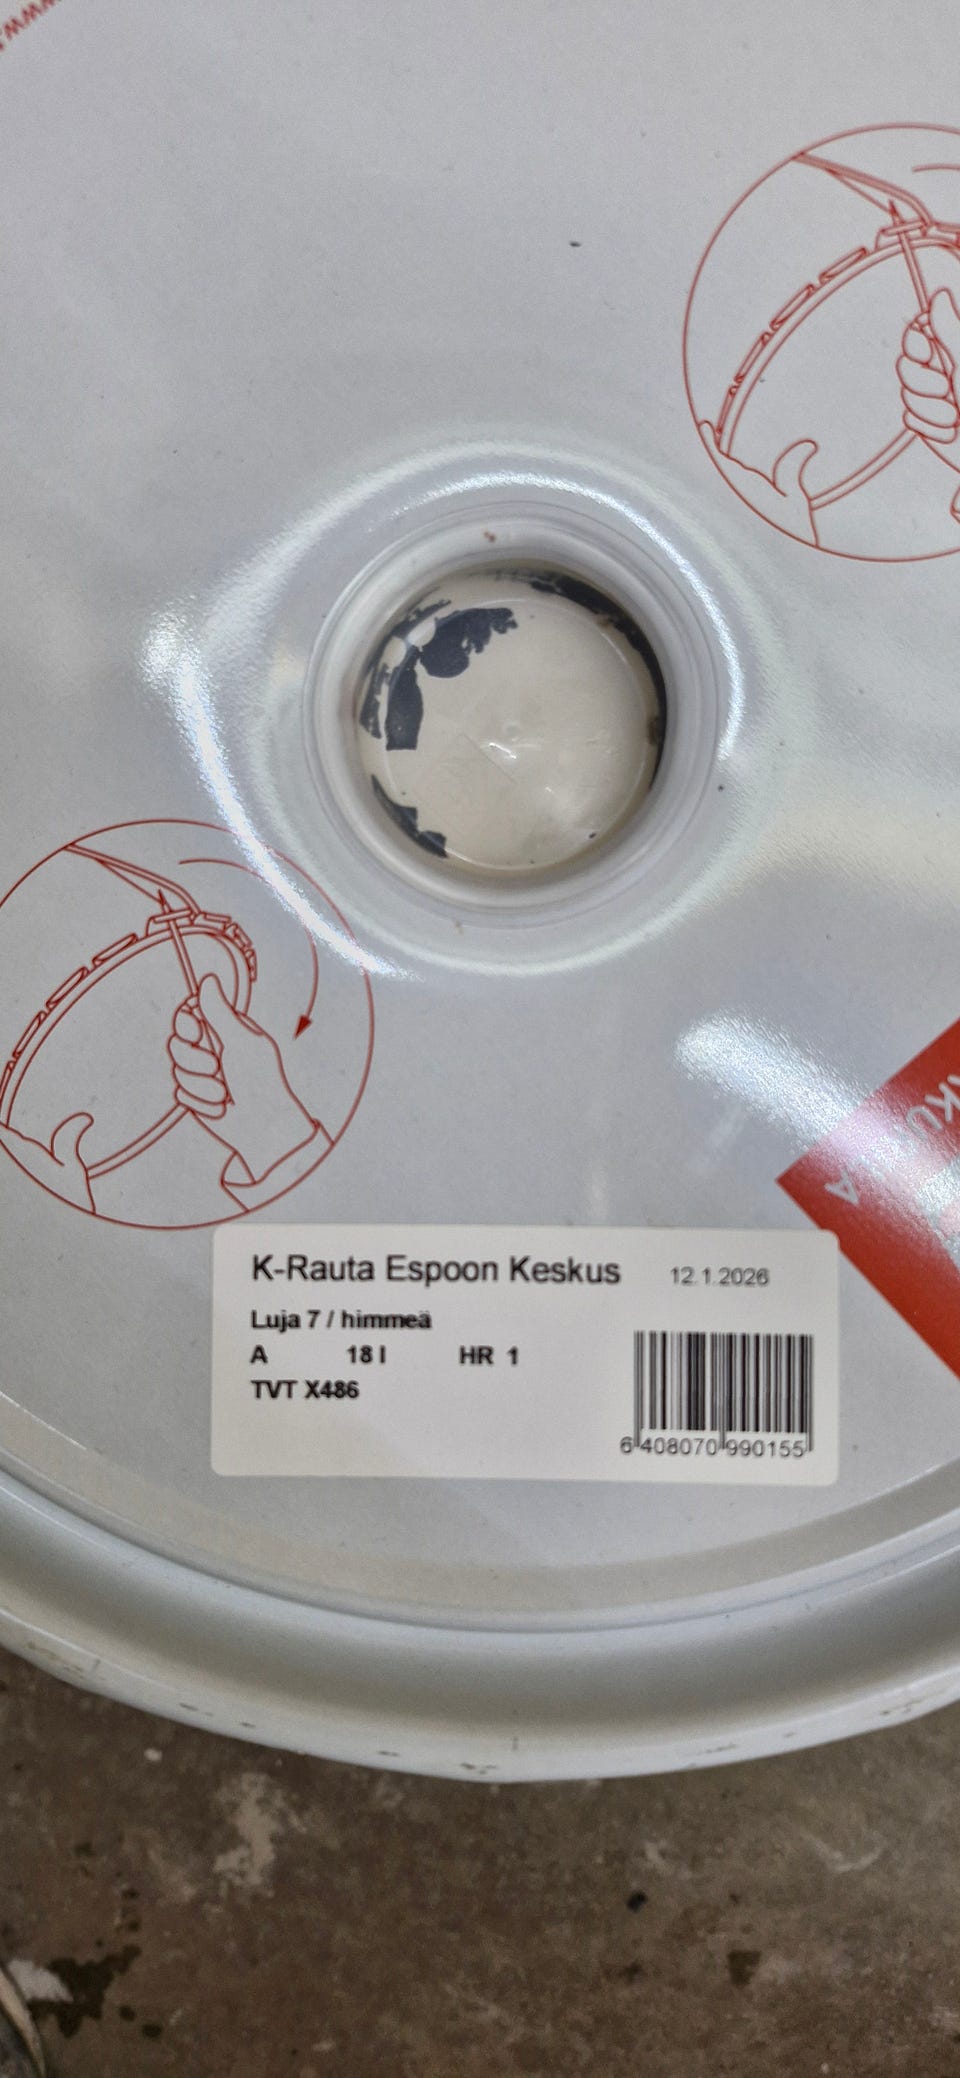 K-Rauta Espoon Keskus 12.1.2026
Luja 7 / himmeä
A 18 l HR 1
TVT X486
6 408070 990155